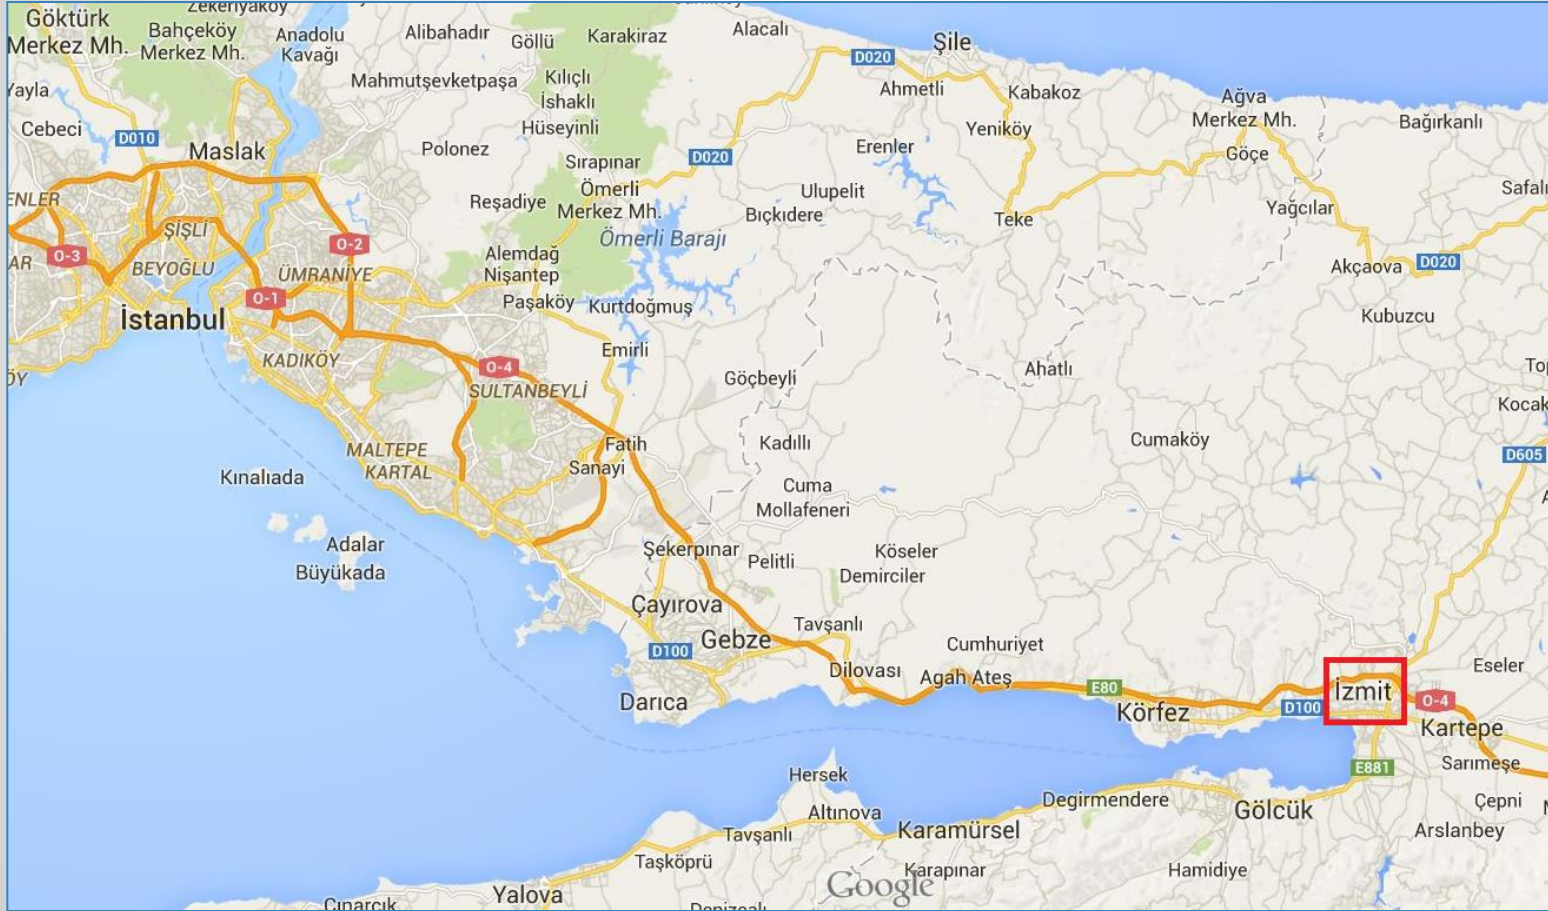 Zekeriyaköy
Göktürk
Merkez Mh.
Bahçeköy
Merkez Mh.
Anadolu
Kavağı
Alibahadır
Göllü
Karakiraz
Alacalı
Şile
D020
Mahmutşevketpaşa
Kılıçlı
İshaklı
Hüseyinli
Ahmetli
Kabakoz
Ağva
Merkez Mh.
Bağırkanlı
Yayla
Cebeci
D010
Maslak
Polonez
Yeniköy
Erenler
Göçe
Sırapınar
D020
Ömerli
Merkez Mh.
Reşadiye
Ulupelit
Bıçkıdere
Teke
Yağcılar
Safalı
ENLER
ŞİŞLİ
O-2
O-3
AR
BEYOĞLU
ÜMRANİYE
Ömerli Barajı
Alemdağ
Nişantep
Akçaova
D020
O-1
İstanbul
Paşaköy
Kurtdoğmuş
Kubuzcu
KADIKÖY
Emirli
O-4
SULTANBEYLİ
Göçbeyli
Ahatlı
ÖY
Kocak
MALTEPE
KARTAL
Fatih
Sanayi
Kadıllı
Cumaköy
D605
Kınalıada
Cuma
Mollafeneri
Adalar
Büyükada
Şekerpınar
Pelitli
Köseler
Demirciler
Çayırova
Gebze
D100
Tavşanlı
Cumhuriyet
Dilovası
Agah Ateş
Eseler
Darıca
E80
Körfez
D100
İzmit
O-4
Kartepe
Sarımeşe
E881
Hersek
Altınova
Degirmendere
Gölcük
Çepni
Arslanbey
Tavşanlı
Karamürsel
Taşköprü
Karapınar
Hamidiye
Google
Yalova
Çınarcık